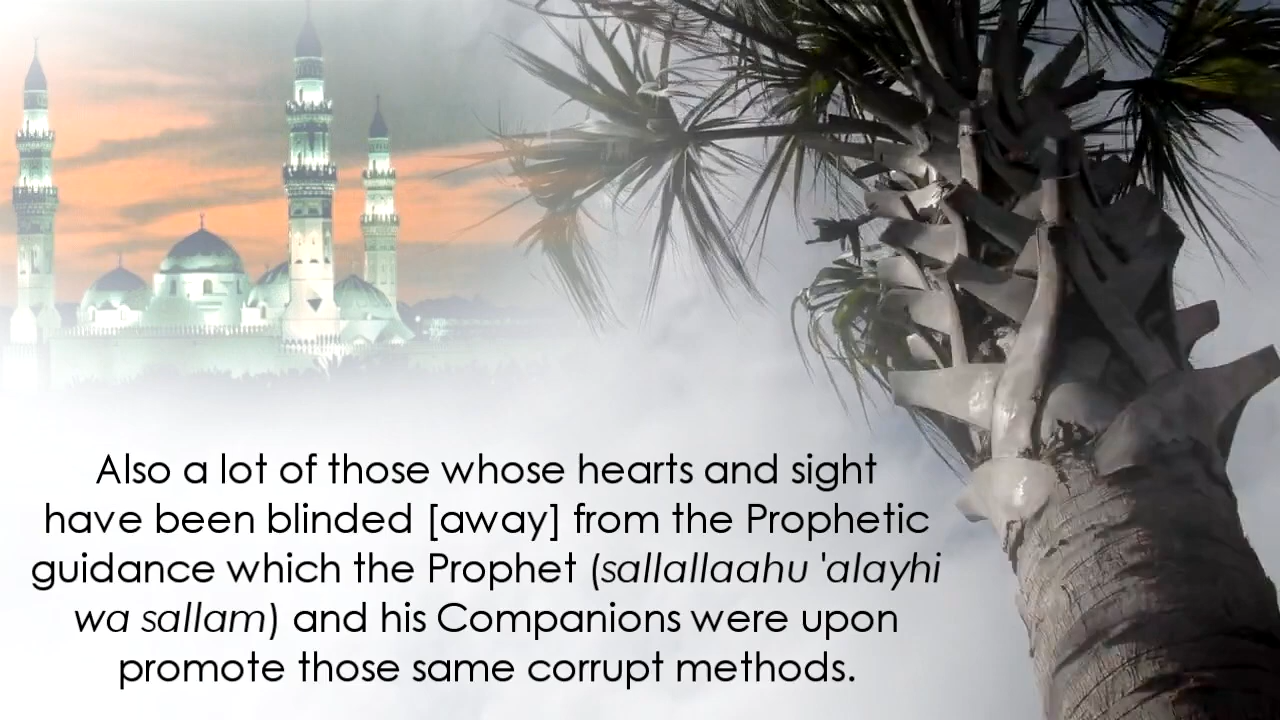 Also a lot of those whose hearts and sight
have been blinded [away] from the Prophetic
guidance which the Prophet (sallallaahu 'alayhi
wa sallam) and his Companions were upon
promote those same corrupt methods.